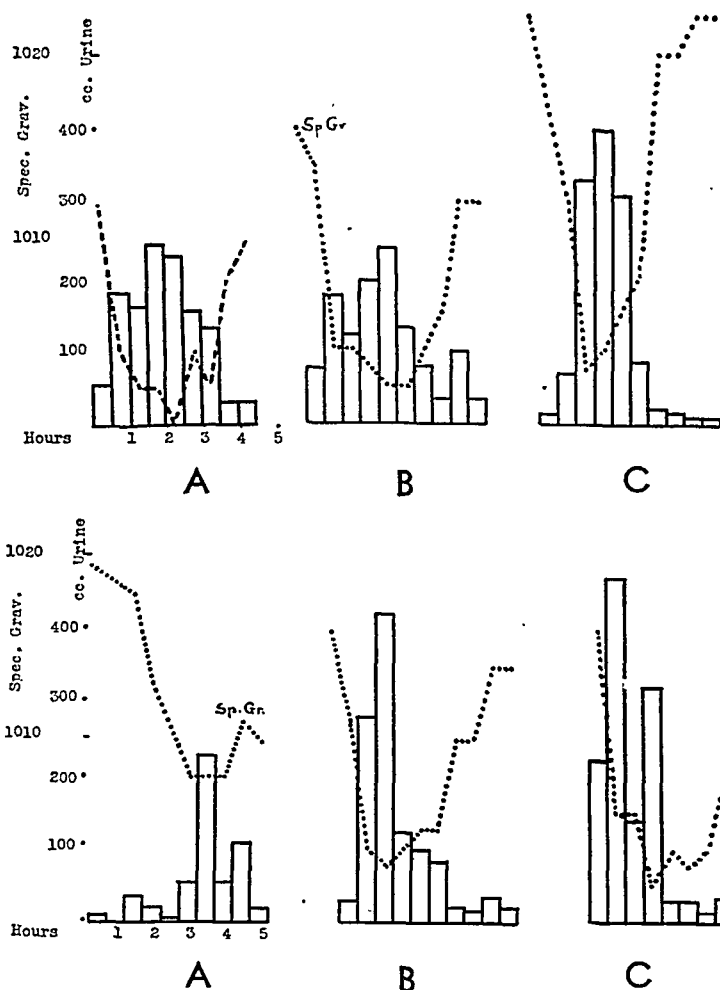 Spec. Grav.
cc. Urine
1020
400
300
1010
200
100
Hours 1 2 3 4 5
Sp Gr
A B C
Spec. Grav.
cc. Urine
1020
400
300
1010
200
100
Hours 1 2 3 4 5
Sp.Gr.
A B C